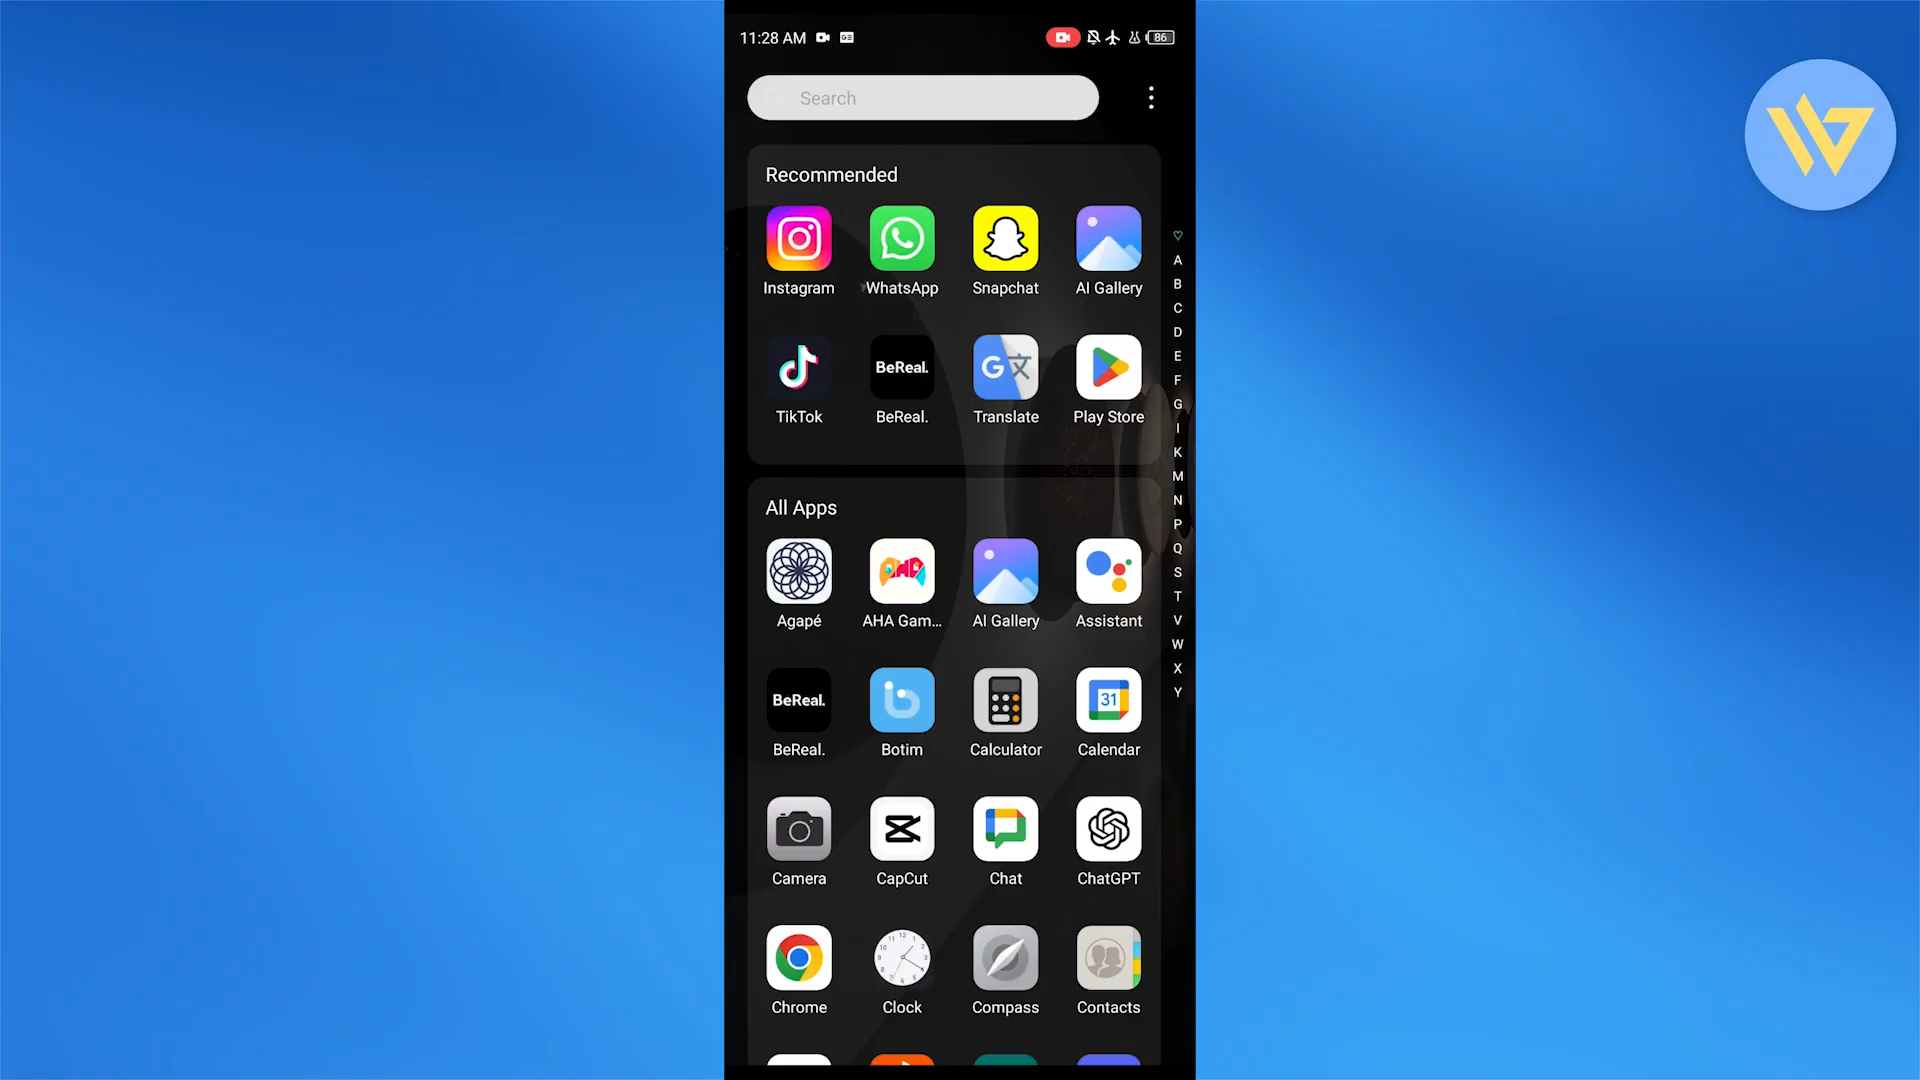 11:28 AM
86
Search
Recommended
Instagram WhatsApp Snapchat AI Gallery
BeReal.
TikTok BeReal. Translate Play Store
All Apps
Agapé AHA Gam... AI Gallery Assistant
BeReal. 31
BeReal. Botim Calculator Calendar
Camera CapCut Chat ChatGPT
Chrome Clock Compass Contacts
A
B
C
D
E
F
G
I
K
M
N
P
Q
S
T
V
W
X
Y